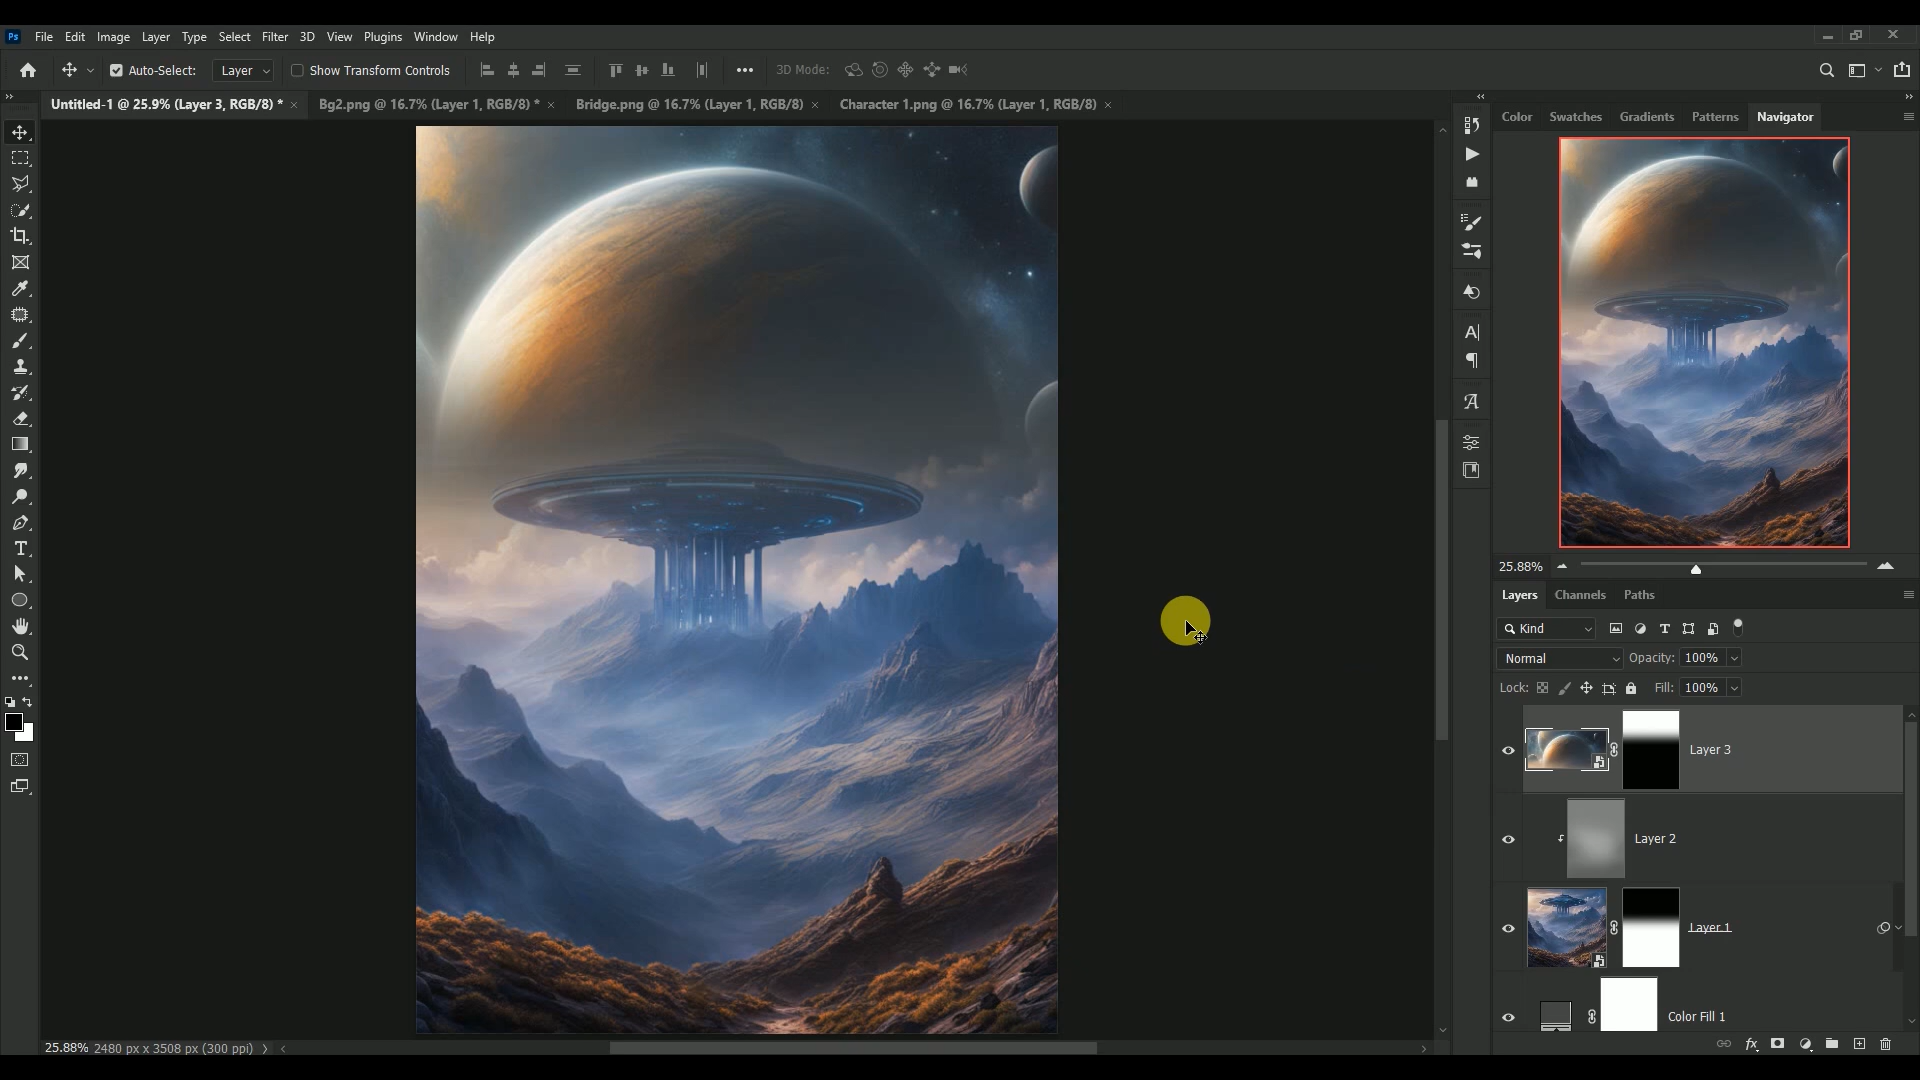 Ps File Edit Image Layer Type Select Filter 3D View Plugins Window Help
Auto-Select: Layer Show Transform Controls 3D Mode:
Untitled-1 @ 25.9% (Layer 3, RGB/8) * Bg2.png @ 16.7% (Layer 1, RGB/8) * Bridge.png @ 16.7% (Layer 1, RGB/8) Character 1.png @ 16.7% (Layer 1, RGB/8)
Color Swatches Gradients Patterns Navigator
25.88%
Layers Channels Paths
Kind
Normal Opacity: 100%
Lock: Fill: 100%
Layer 3
Layer 2
Layer 1
Color Fill 1
25.88% 2480 px x 3508 px (300 ppi)